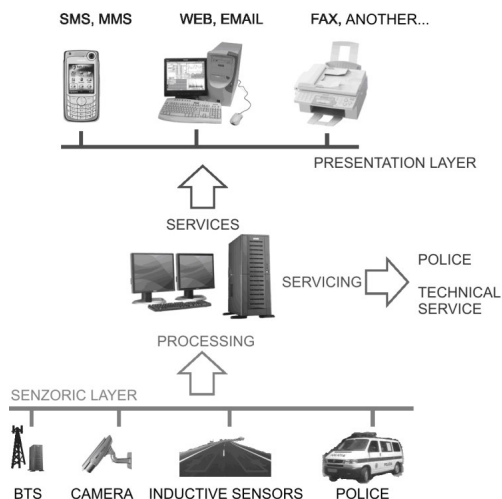 SMS, MMS
WEB, EMAIL
FAX, ANOTHER...
PRESENTATION LAYER
SERVICES
SERVICING
POLICE
TECHNICAL
SERVICE
PROCESSING
SENZORIC LAYER
BTS
CAMERA
INDUCTIVE SENSORS
POLICE